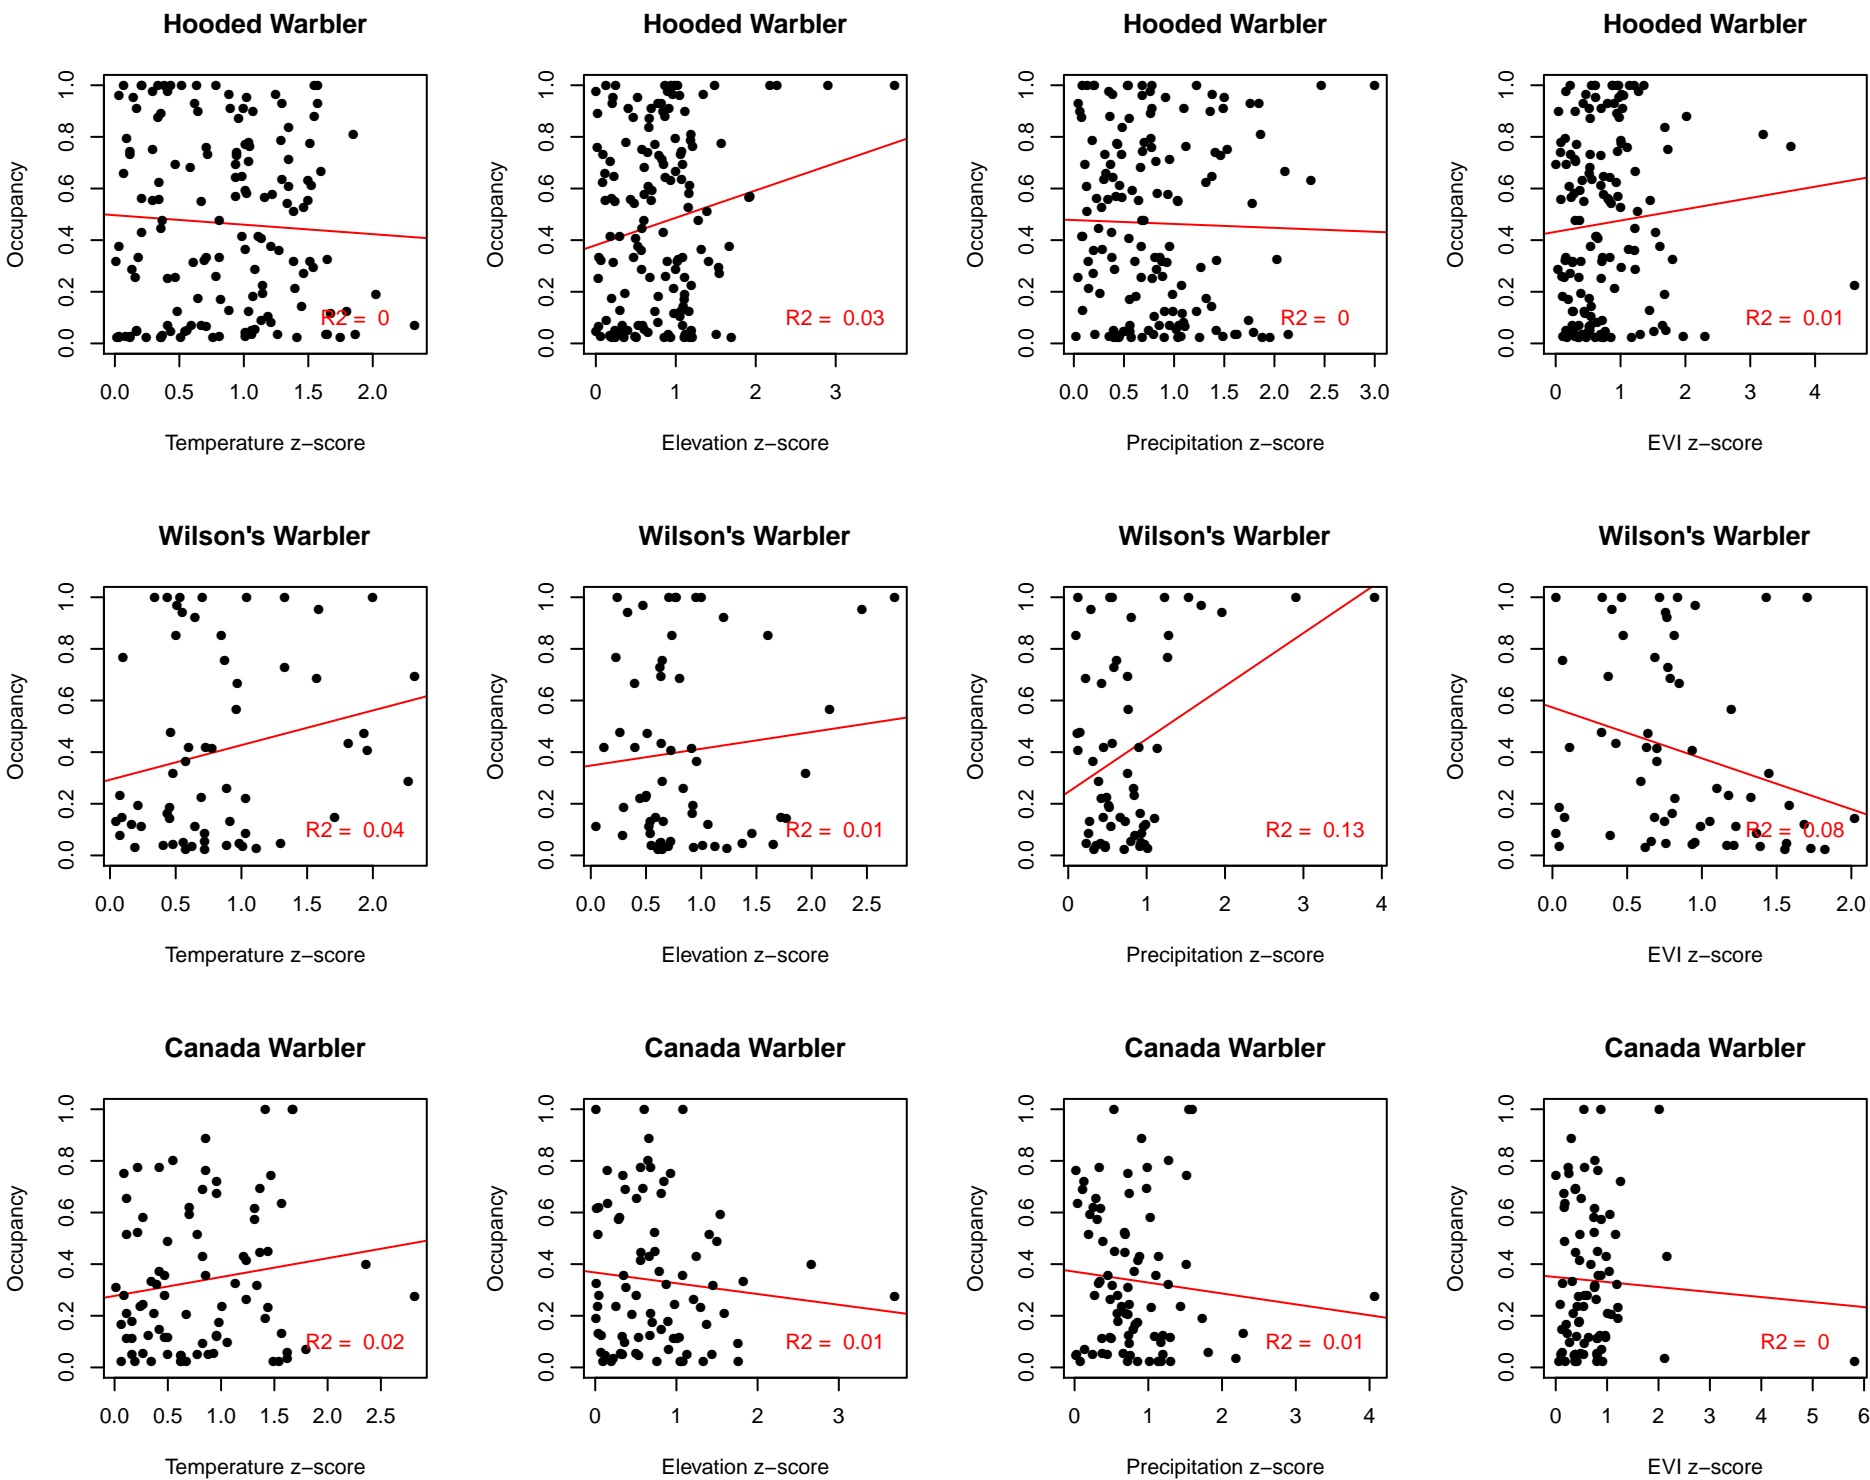 Hooded Warbler
Occupancy
0.0 0.2 0.4 0.6 0.8 1.0
R2 = 0
0.0 0.5 1.0 1.5 2.0
Temperature z−score
Hooded Warbler
Occupancy
0.0 0.2 0.4 0.6 0.8 1.0
R2 = 0.03
0 1 2 3
Elevation z−score
Hooded Warbler
Occupancy
0.0 0.2 0.4 0.6 0.8 1.0
R2 = 0
0.0 0.5 1.0 1.5 2.0 2.5 3.0
Precipitation z−score
Hooded Warbler
Occupancy
0.0 0.2 0.4 0.6 0.8 1.0
R2 = 0.01
0 1 2 3 4
EVI z−score
Wilson's Warbler
Occupancy
0.0 0.2 0.4 0.6 0.8 1.0
R2 = 0.04
0.0 0.5 1.0 1.5 2.0
Temperature z−score
Wilson's Warbler
Occupancy
0.0 0.2 0.4 0.6 0.8 1.0
R2 = 0.01
0.0 0.5 1.0 1.5 2.0 2.5
Elevation z−score
Wilson's Warbler
Occupancy
0.0 0.2 0.4 0.6 0.8 1.0
R2 = 0.13
0 1 2 3 4
Precipitation z−score
Wilson's Warbler
Occupancy
0.0 0.2 0.4 0.6 0.8 1.0
R2 = 0.08
0.0 0.5 1.0 1.5 2.0
EVI z−score
Canada Warbler
Occupancy
0.0 0.2 0.4 0.6 0.8 1.0
R2 = 0.02
0.0 0.5 1.0 1.5 2.0 2.5
Temperature z−score
Canada Warbler
Occupancy
0.0 0.2 0.4 0.6 0.8 1.0
R2 = 0.01
0 1 2 3
Elevation z−score
Canada Warbler
Occupancy
0.0 0.2 0.4 0.6 0.8 1.0
R2 = 0.01
0 1 2 3 4
Precipitation z−score
Canada Warbler
Occupancy
0.0 0.2 0.4 0.6 0.8 1.0
R2 = 0
0 1 2 3 4 5 6
EVI z−score